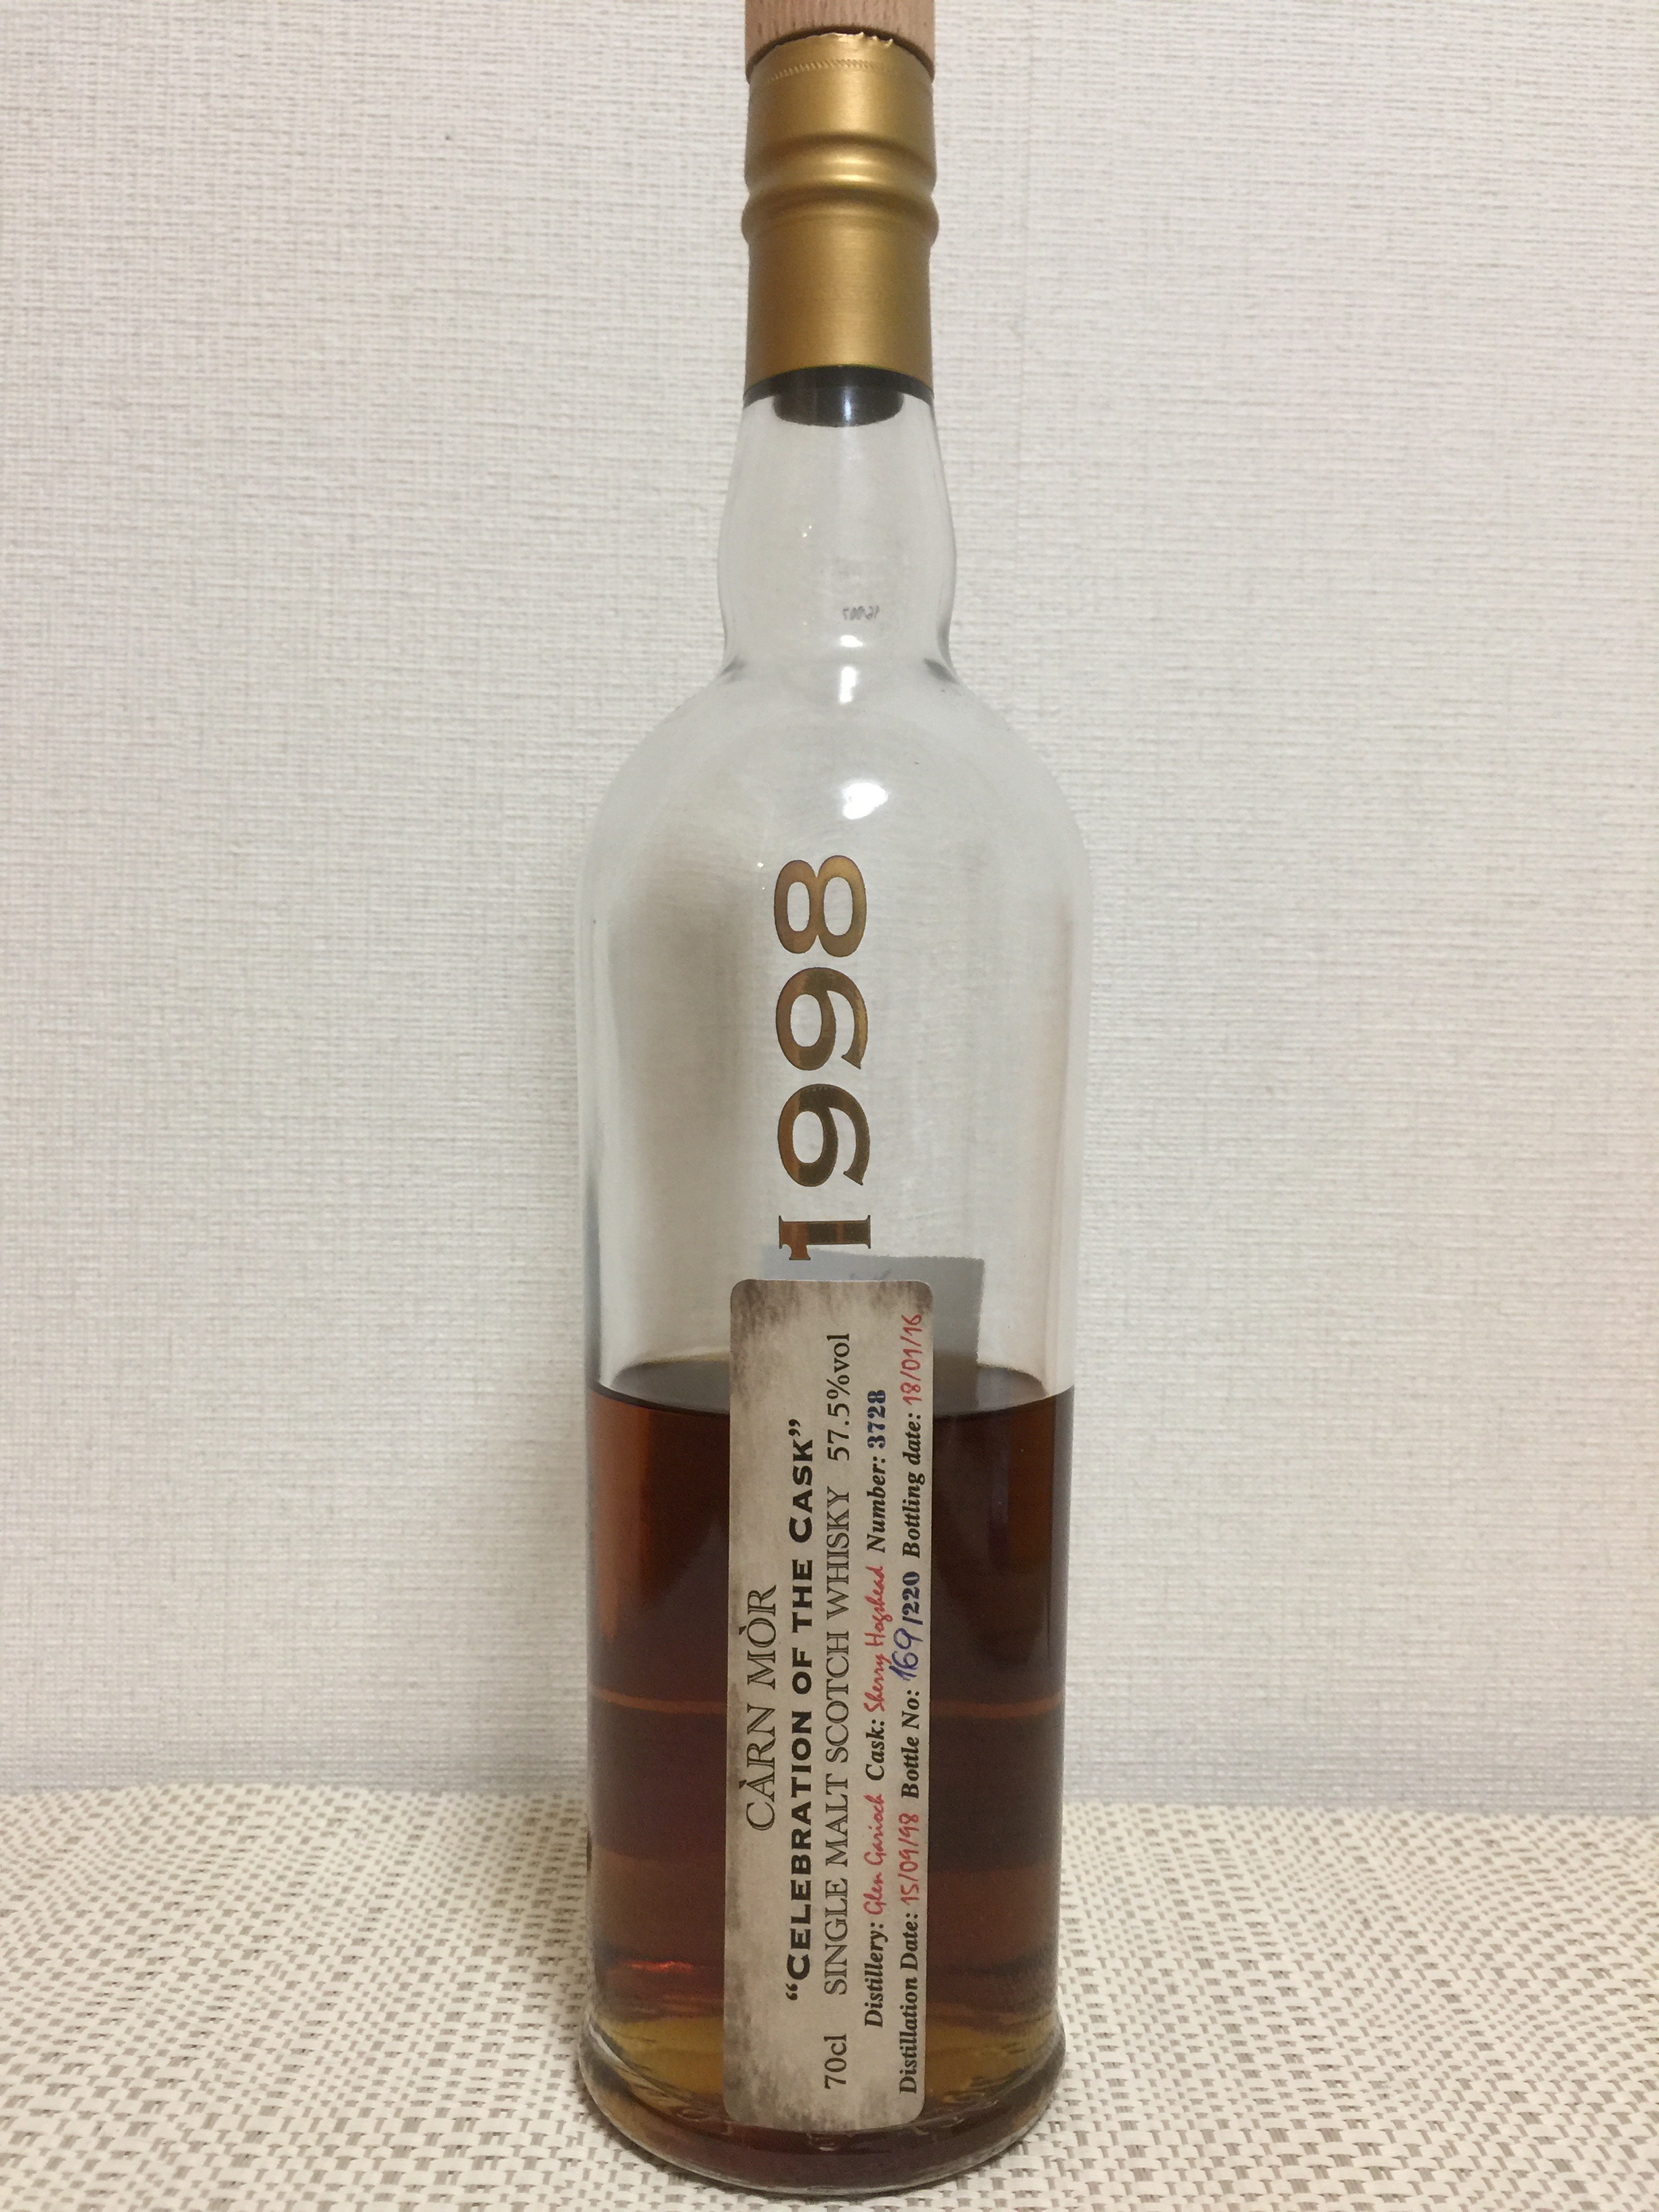 1998
CÀRN MÒR
“CELEBRATION OF THE CASK”
70cl SINGLE MALT SCOTCH WHISKY 57.5%vol
Distillery: Glen Garioch Cask: Sherry Hogshead Number: 3728
Distillation Date: 15/09/98 Bottle No: 169/220 Bottling date: 18/01/16